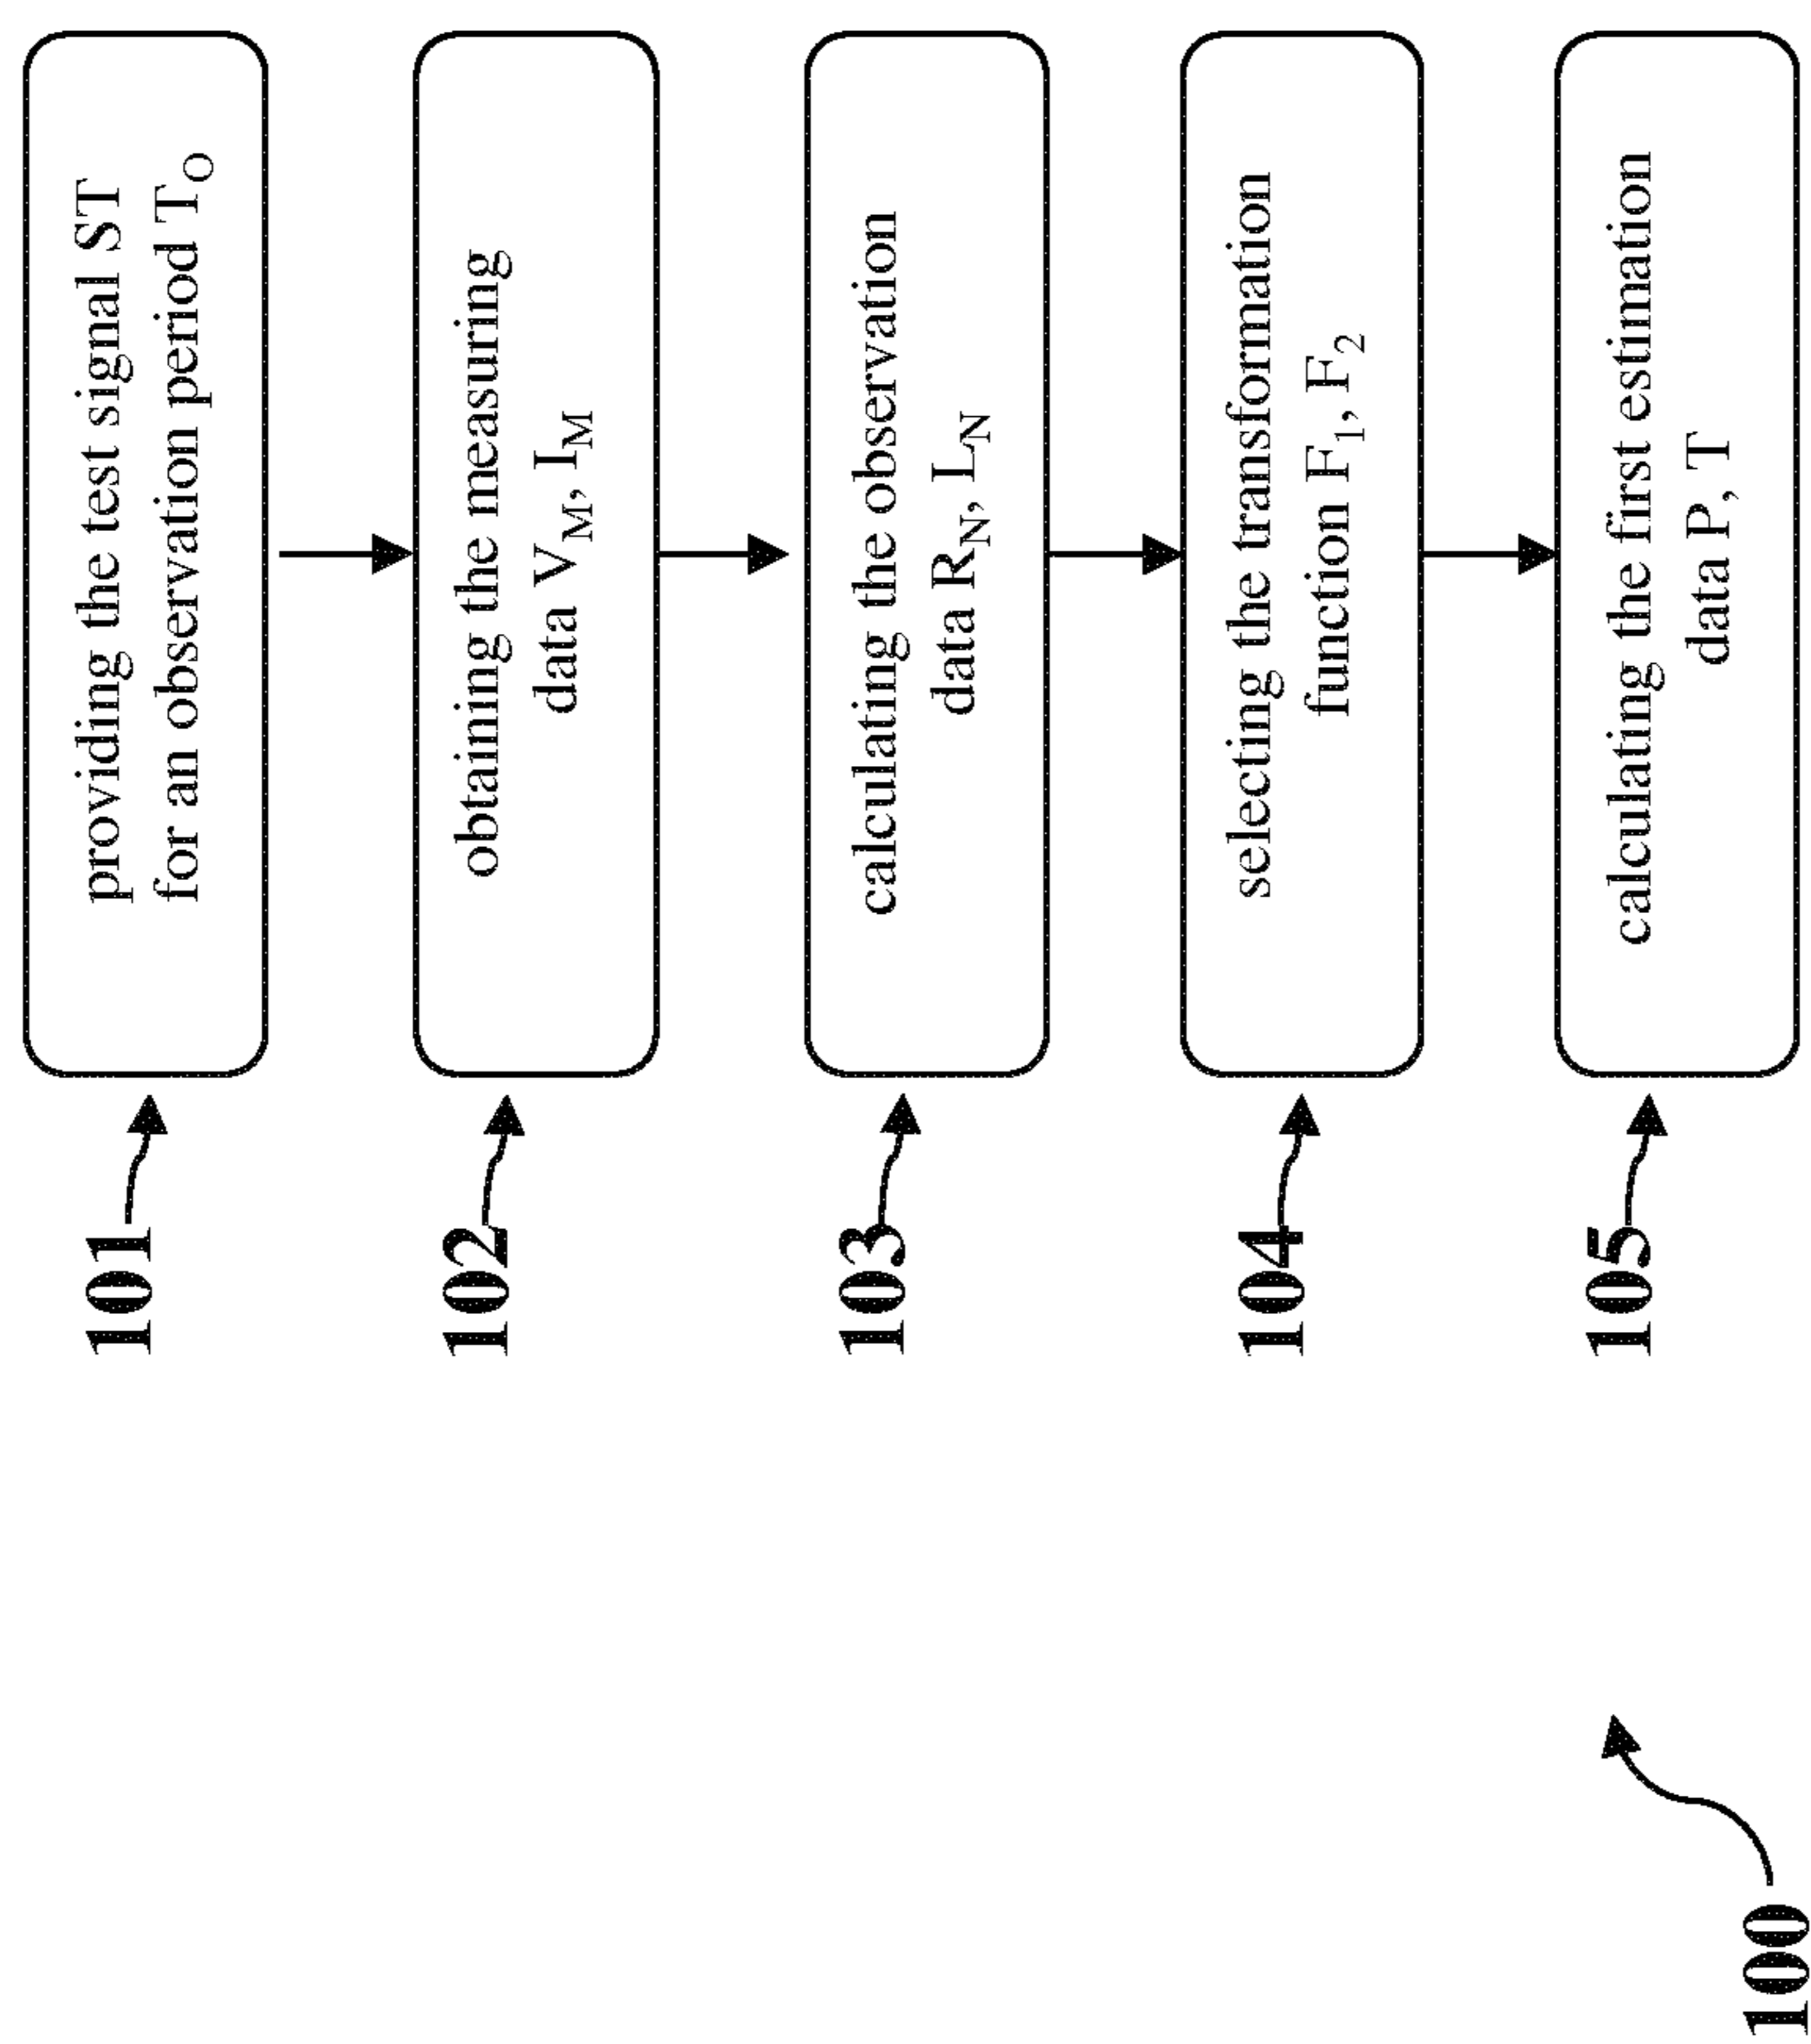 101
providing the test signal ST
for an observation period T_O
102
obtaining the measuring
data V_M, I_M
103
calculating the observation
data R_N, L_N
104
selecting the transformation
function F_1, F_2
105
calculating the first estimation
data P, T
100